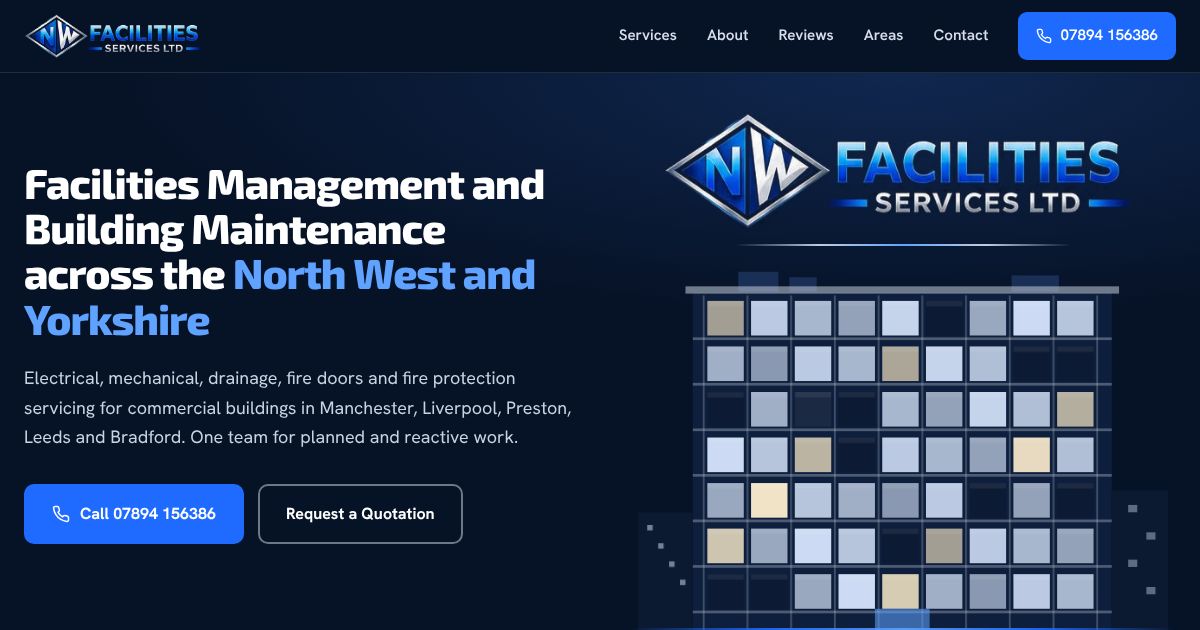 NW FACILITIES
SERVICES LTD
Services
About
Reviews
Areas
Contact
07894 156386
NW FACILITIES
SERVICES LTD
Facilities Management and
Building Maintenance
across the North West and
Yorkshire
Electrical, mechanical, drainage, fire doors and fire protection
servicing for commercial buildings in Manchester, Liverpool, Preston,
Leeds and Bradford. One team for planned and reactive work.
Call 07894 156386
Request a Quotation